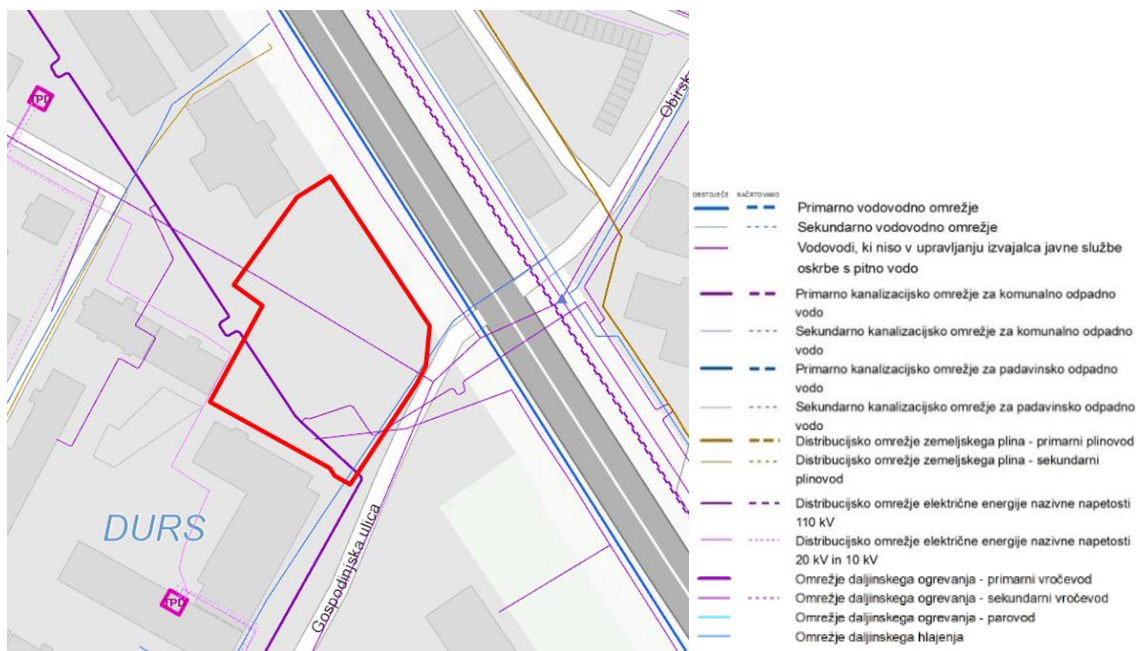 TPD
Obirsk
DURS
TPD
Gospodinjska ulica
OBSTOJEČE NAČRTOVANO
Primarno vodovodno omrežje
Sekundarno vodovodno omrežje
Vodovodi, ki niso v upravljanju izvajalca javne službe
oskrbe s pitno vodo
Primarno kanalizacijsko omrežje za komunalno odpadno
vodo
Sekundarno kanalizacijsko omrežje za komunalno odpadno
vodo
Primarno kanalizacijsko omrežje za padavinsko odpadno
vodo
Sekundarno kanalizacijsko omrežje za padavinsko odpadno
vodo
Distribucijsko omrežje zemeljskega plina - primarni plinovod
Distribucijsko omrežje zemeljskega plina - sekundarni
plinovod
Distribucijsko omrežje električne energije nazivne napetosti
110 kV
Distribucijsko omrežje električne energije nazivne napetosti
20 kV in 10 kV
Omrežje daljinskega ogrevanja - primarni vročevod
Omrežje daljinskega ogrevanja - sekundarni vročevod
Omrežje daljinskega ogrevanja - parovod
Omrežje daljinskega hlajenja